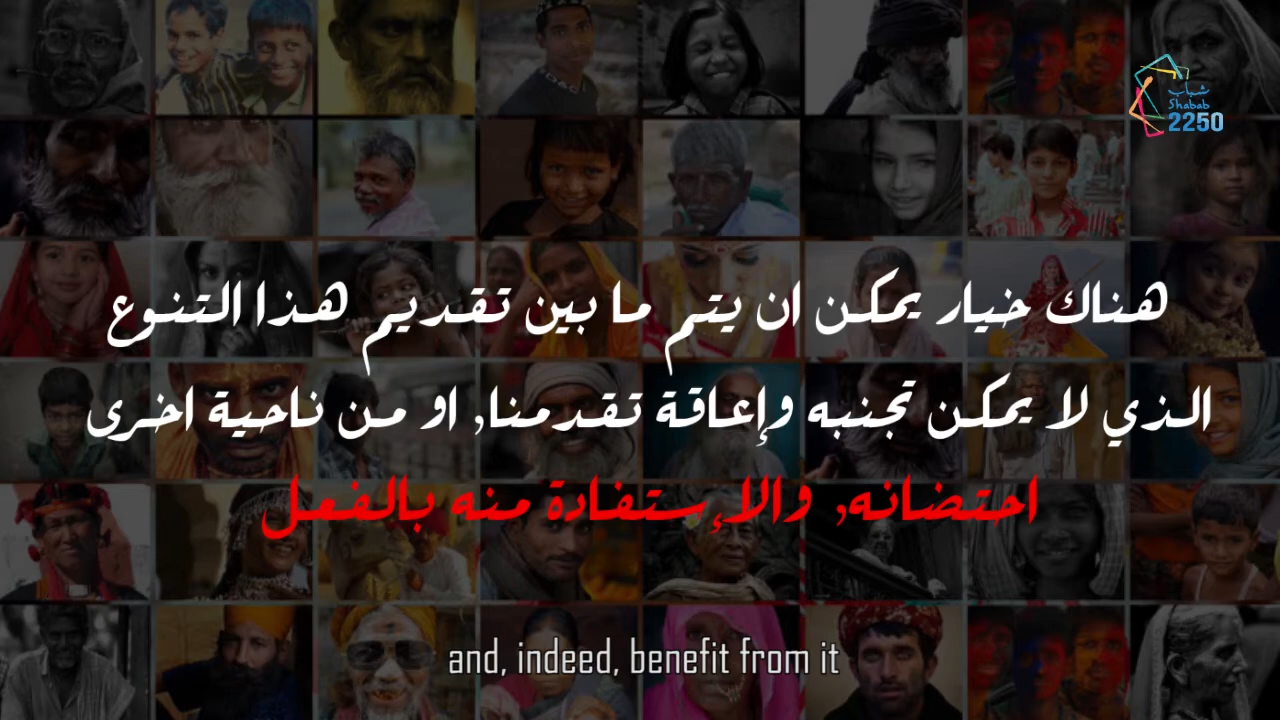 شباب
Shabab
2250
هناك خيار يمكن ان يتم ما بين تقديم هذا التنوع
الذي لا يمكن تجنبه وإعاقة تقدمنا, او من ناحية اخرى
احتضانه, والإستفادة منه بالفعل
and, indeed, benefit from it